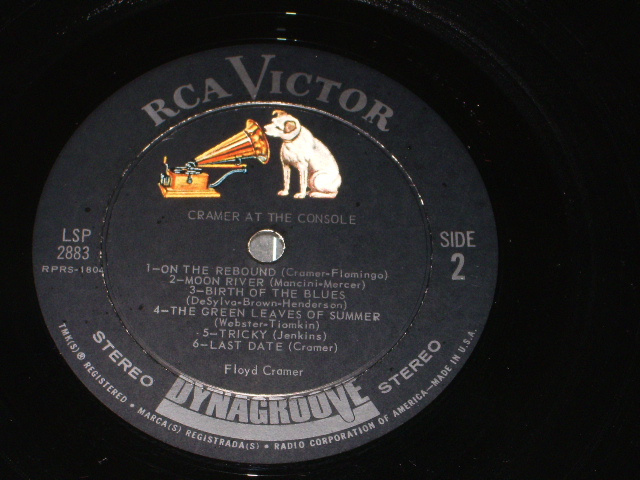 RCA VICTOR
CRAMER AT THE CONSOLE
LSP
2883
RPRS-1804
SIDE
2
1—ON THE REBOUND (Cramer-Flomingo)
2—MOON RIVER (Mancini-Mercer)
3—BIRTH OF THE BLUES
(DeSylva-Brown-Henderson)
4—THE GREEN LEAVES OF SUMMER
(Webster-Tiomkin)
5—TRICKY (Jenkins)
6—LAST DATE (Cramer)
Floyd Cramer
STEREO DYNAGROOVE STEREO
TMK(S) ® REGISTERED • MARCA(S) REGISTRADA(S) • RADIO CORPORATION OF AMERICA—MADE IN U.S.A.